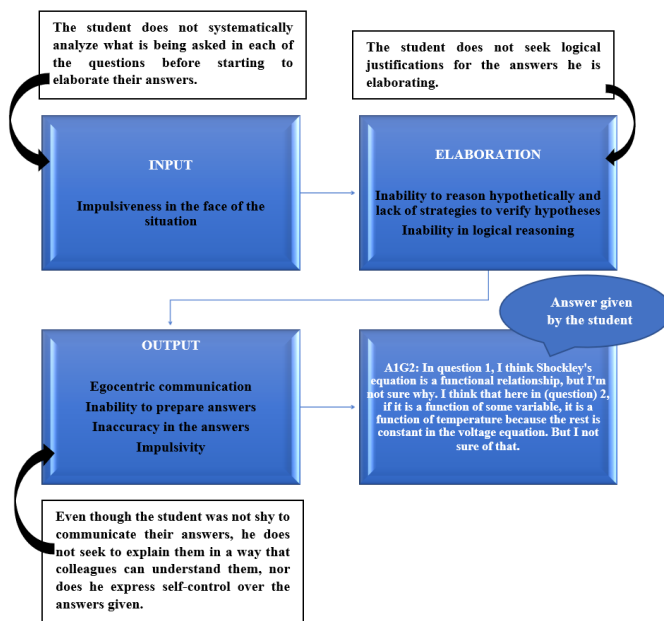 The student does not systematically
analyze what is being asked in each of
the questions before starting to
elaborate their answers.
The student does not seek logical
justifications for the answers he is
elaborating.
INPUT
Impulsiveness in the face of the
situation
ELABORATION
Inability to reason hypothetically and
lack of strategies to verify hypotheses
Inability in logical reasoning
Answer given
by the student
OUTPUT
Egocentric communication
Inability to prepare answers
Inaccuracy in the answers
Impulsivity
A1G2: In question 1, I think Shockley's
equation is a functional relationship, but I'm
not sure why. I think that here in (question) 2,
if it is a function of some variable, it is a
function of temperature because the rest is
constant in the voltage equation. But I not
sure of that.
Even though the student was not shy to
communicate their answers, he does
not seek to explain them in a way that
colleagues can understand them, nor
does he express self-control over the
answers given.